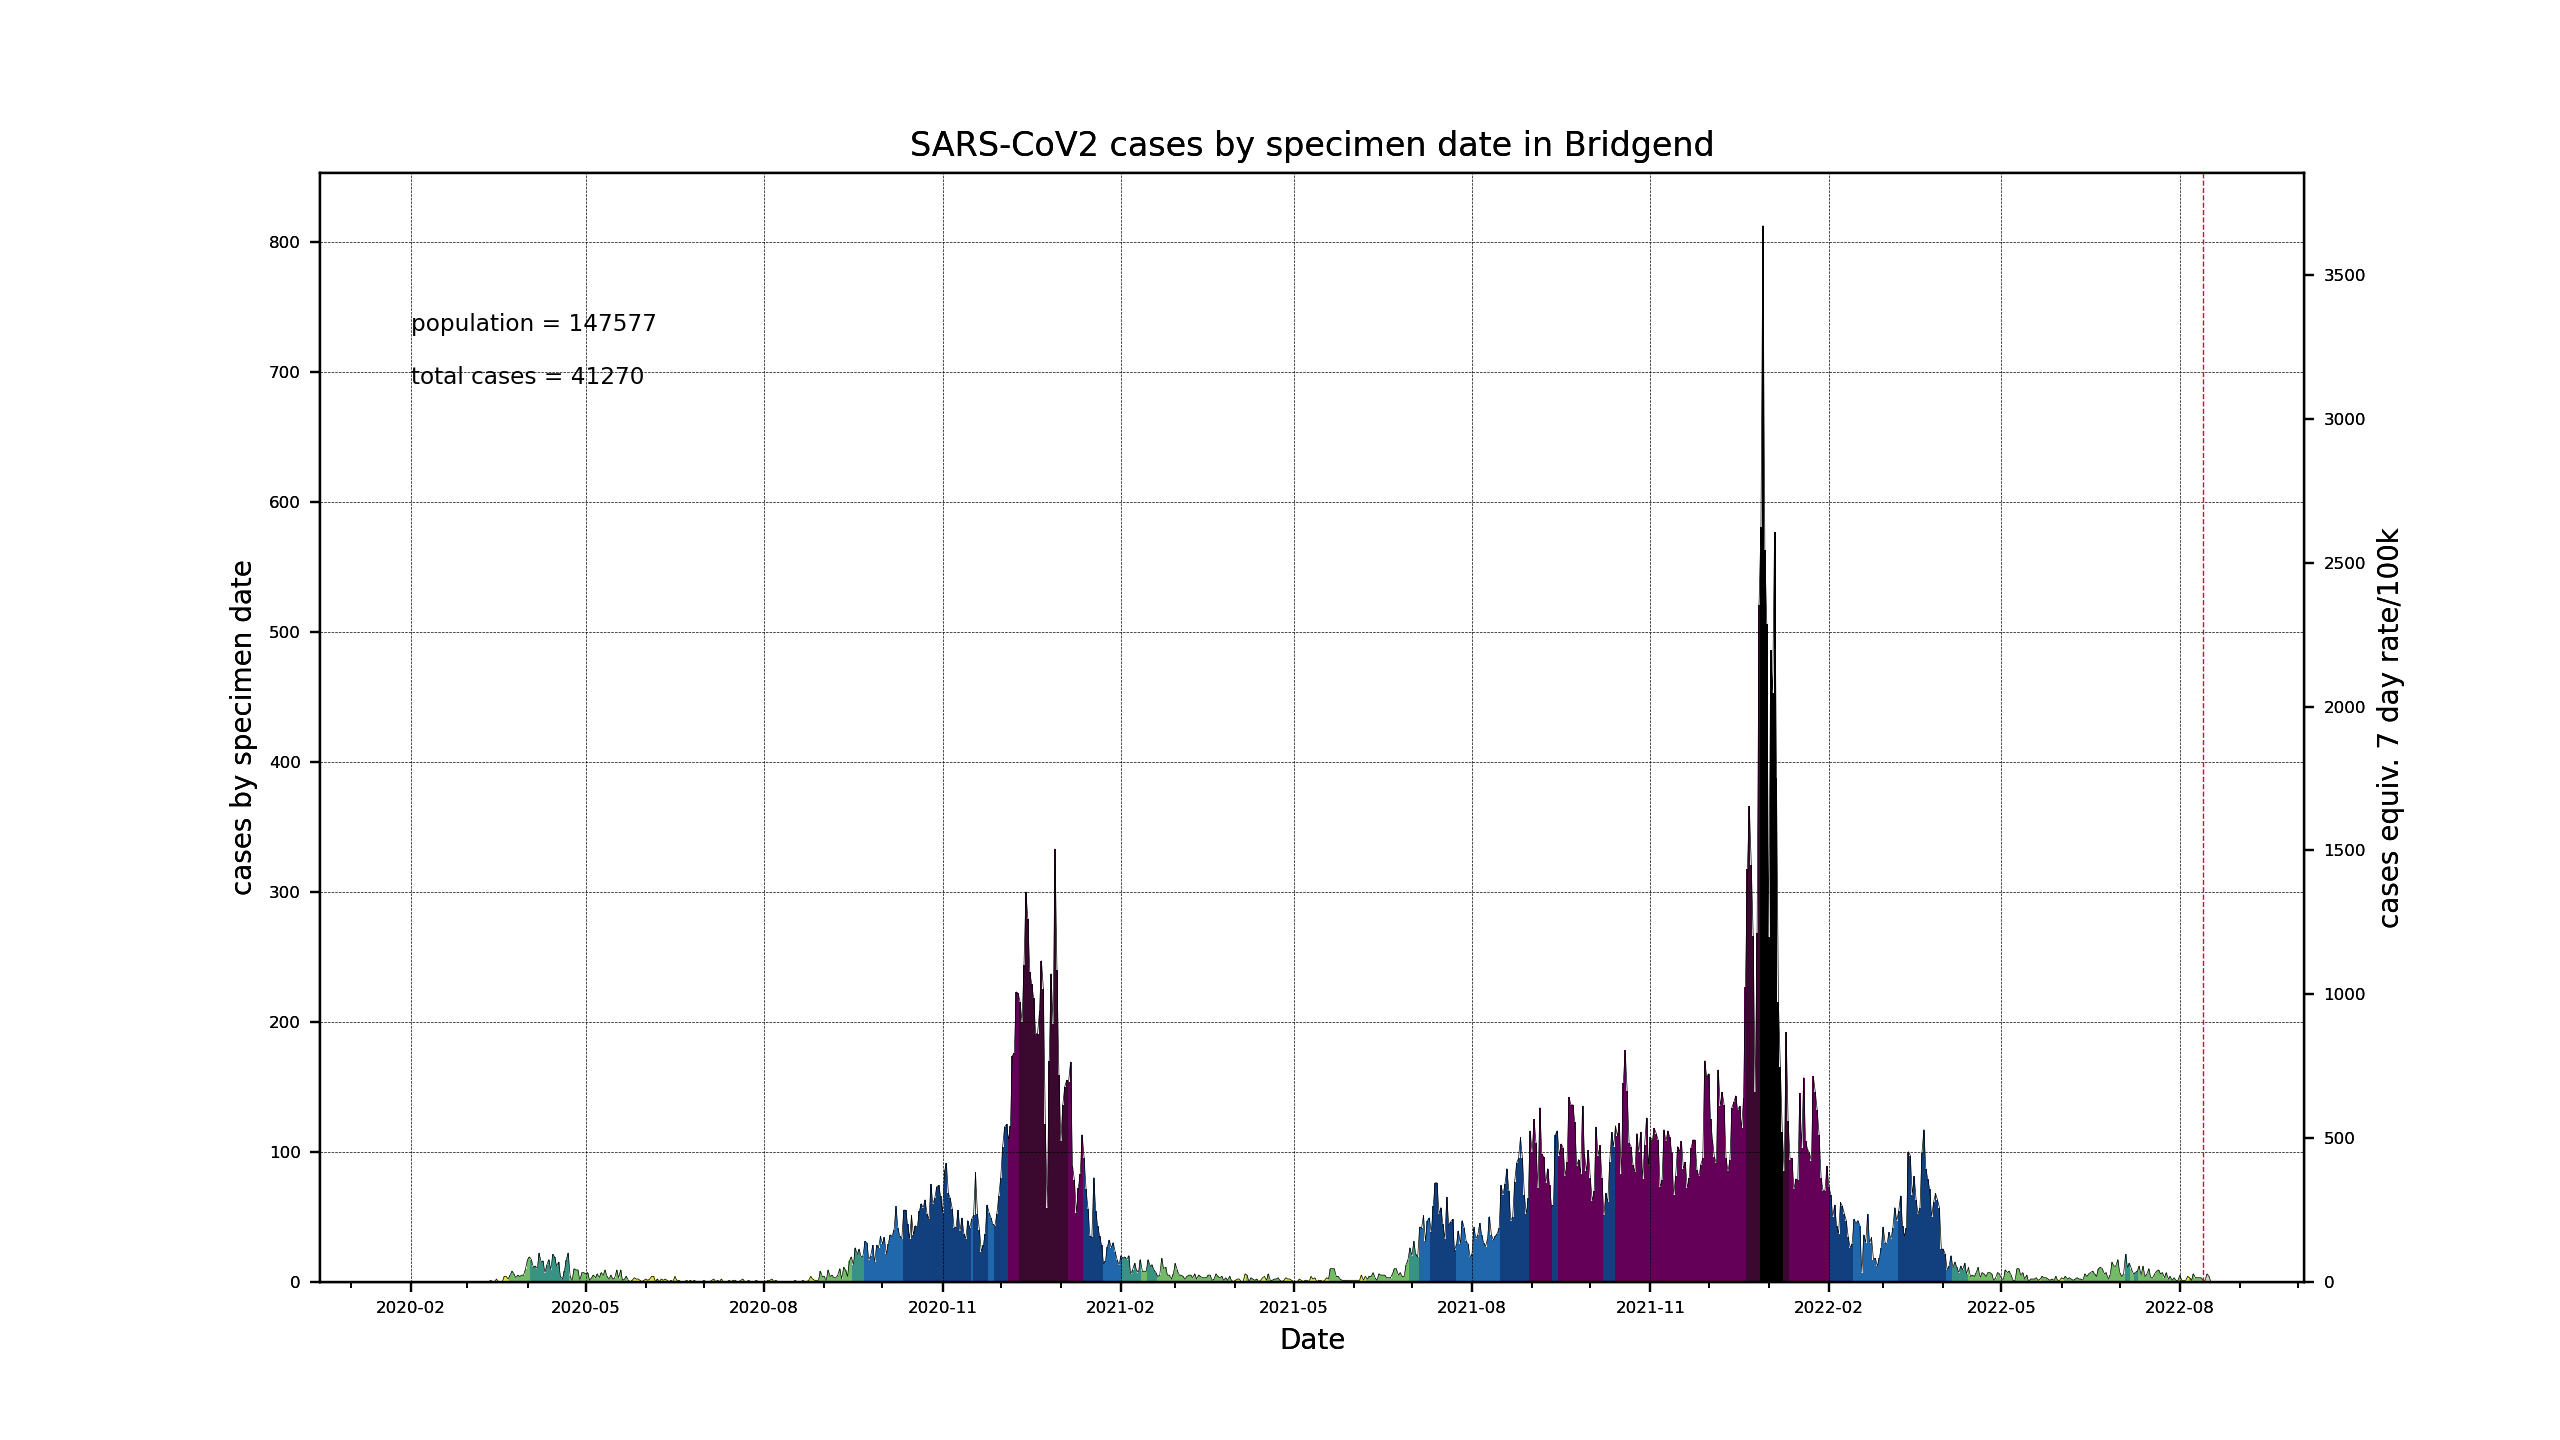 SARS-CoV2 cases by specimen date in Bridgend
population = 147577
total cases = 41270
cases by specimen date
800
700
600
500
400
300
200
100
0
3500
3000
2500
2000
1500
1000
500
0
cases equiv. 7 day rate/100k
2020-02 2020-05 2020-08 2020-11 2021-02 2021-05 2021-08 2021-11 2022-02 2022-05 2022-08
Date